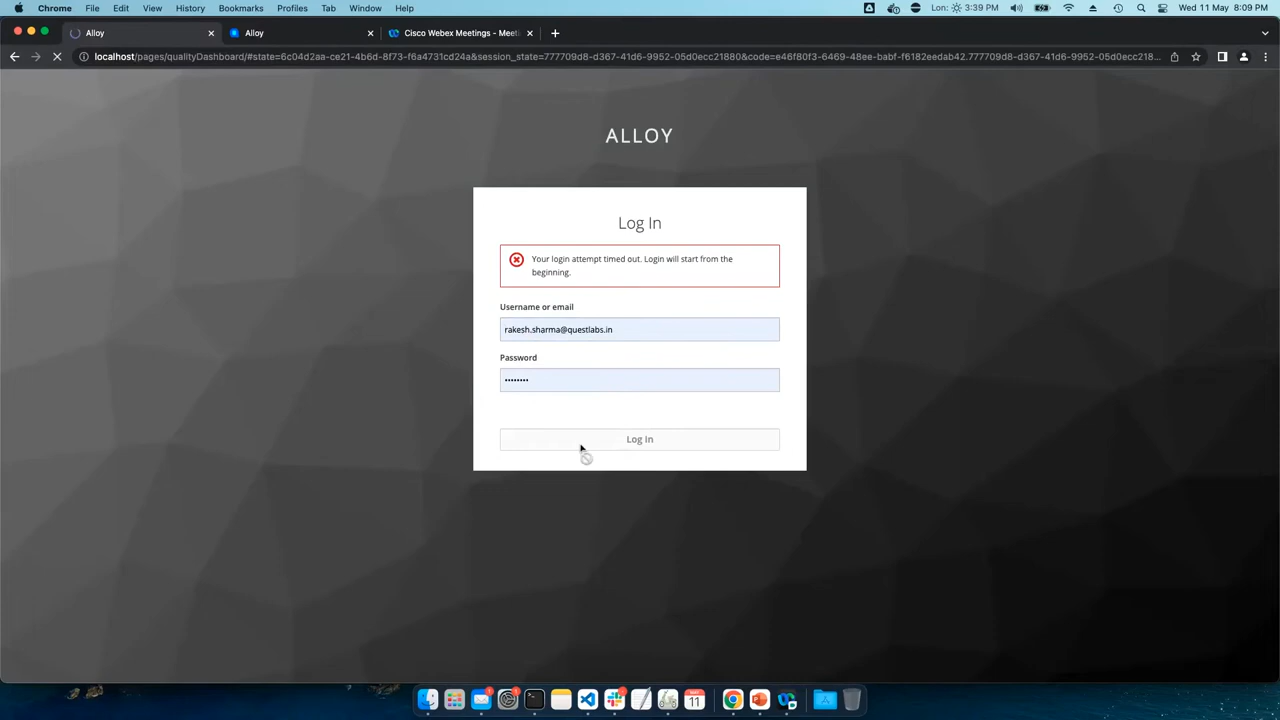 Chrome File Edit View History Bookmarks Profiles Tab Window Help Lon: 3:39 PM Wed 11 May 8:09 PM
Alloy Alloy Cisco Webex Meetings - Meeti
localhost/pages/qualityDashboard/#state=6c04d2aa-ce21-4b6d-8f73-f6a4731cd24a&session_state=777709d8-d367-41d6-9952-05d0ecc21880&code=e46f80f3-6469-48ee-babf-f6182eedab42.777709d8-d367-41d6-9952-05d0ecc218...
ALLOY
Log In
Your login attempt timed out. Login will start from the
beginning.
Username or email
rakesh.sharma@questlabs.in
Password
Log In
MAY
11